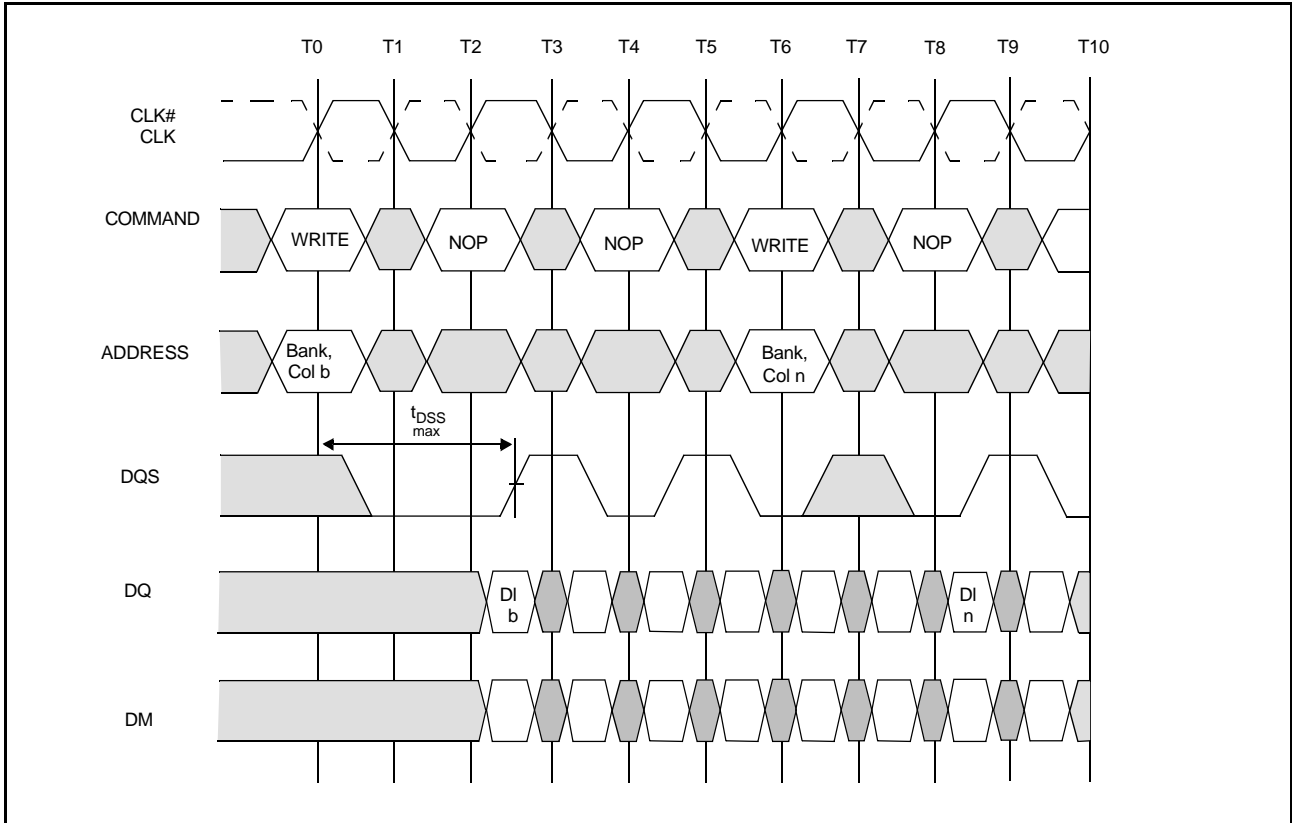 T0 T1 T2 T3 T4 T5 T6 T7 T8 T9 T10
CLK#
CLK
COMMAND
WRITE NOP NOP WRITE NOP
ADDRESS
Bank, Bank,
Col b Col n
tDSS
max
DQS
DQ
DI DI
b n
DM